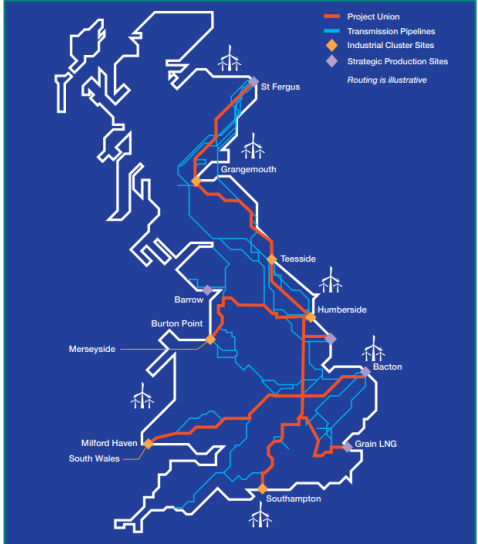 Project Union
Transmission Pipelines
Industrial Cluster Sites
Strategic Production Sites
Routing is illustrative
St Fergus
Grangemouth
Teesside
Barrow
Humberside
Burton Point
Merseyside
Bacton
Milford Haven
South Wales
Grain LNG
Southampton